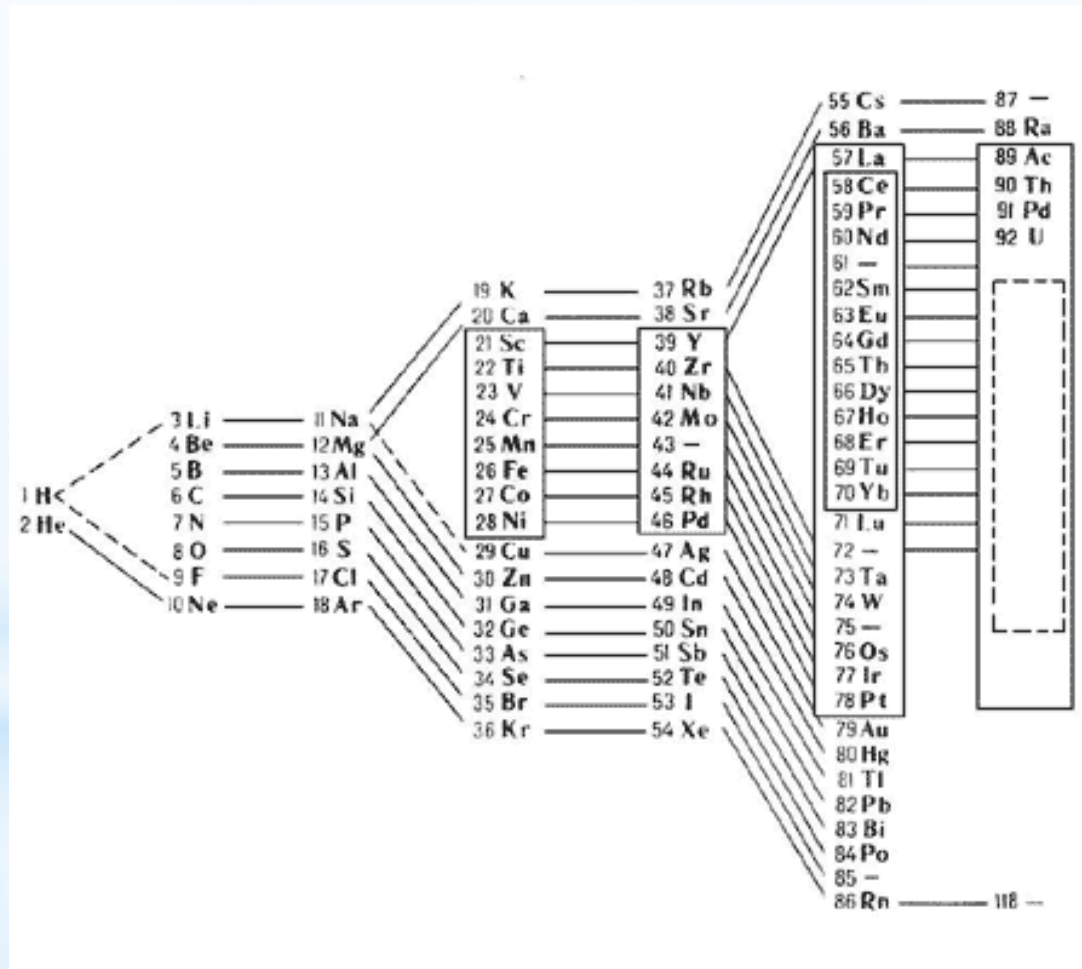 1 H
2 He
3 Li
4 Be
5 B
6 C
7 N
8 O
9 F
10 Ne
11 Na
12 Mg
13 Al
14 Si
15 P
16 S
17 Cl
18 Ar
19 K
20 Ca
21 Sc
22 Ti
23 V
24 Cr
25 Mn
26 Fe
27 Co
28 Ni
29 Cu
30 Zn
31 Ga
32 Ge
33 As
34 Se
35 Br
36 Kr
37 Rb
38 Sr
39 Y
40 Zr
41 Nb
42 Mo
43 —
44 Ru
45 Rh
46 Pd
47 Ag
48 Cd
49 In
50 Sn
51 Sb
52 Te
53 I
54 Xe
55 Cs
56 Ba
57 La
58 Ce
59 Pr
60 Nd
61 —
62 Sm
63 Eu
64 Gd
65 Tb
66 Dy
67 Ho
68 Er
69 Tu
70 Yb
71 Lu
72 —
73 Ta
74 W
75 —
76 Os
77 Ir
78 Pt
79 Au
80 Hg
81 Tl
82 Pb
83 Bi
84 Po
85 —
86 Rn
87 —
88 Ra
89 Ac
90 Th
91 Pd
92 U
118 —